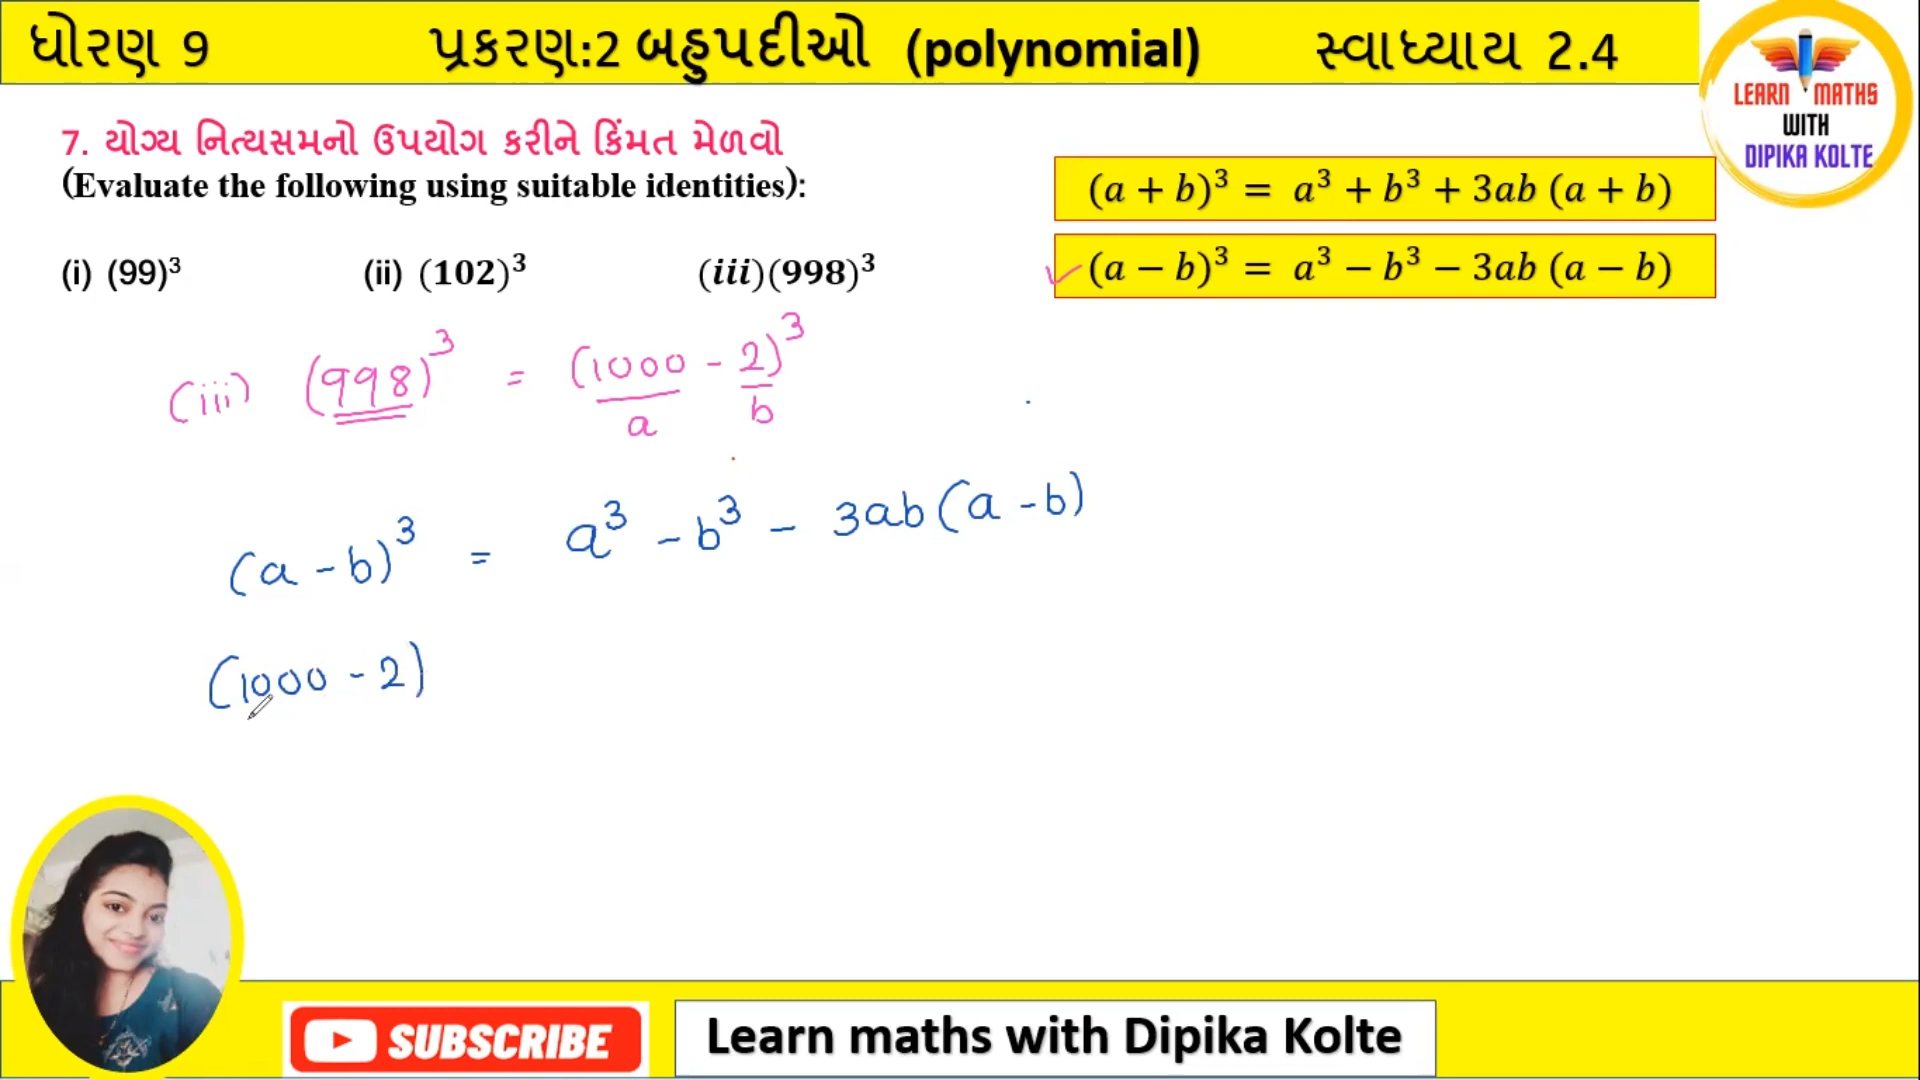 ધોરણ 9 પ્રકરણ:2 બહુપદીઓ (polynomial) સ્વાધ્યાય 2.4
LEARN MATHS
WITH
DIPIKA KOLTE
7. યોગ્ય નિત્યસમનો ઉપયોગ કરીને કિંમત મેળવો
(Evaluate the following using suitable identities):
(a + b)³ = a³ + b³ + 3ab (a + b)
(a − b)³ = a³ − b³ − 3ab (a − b)
(i) (99)³ (ii) (102)³ (iii)(998)³
(iii) (998)³ = (1000 - 2)³
a b
(a - b)³ = a³ - b³ - 3ab(a - b)
(1000 - 2)
SUBSCRIBE
Learn maths with Dipika Kolte